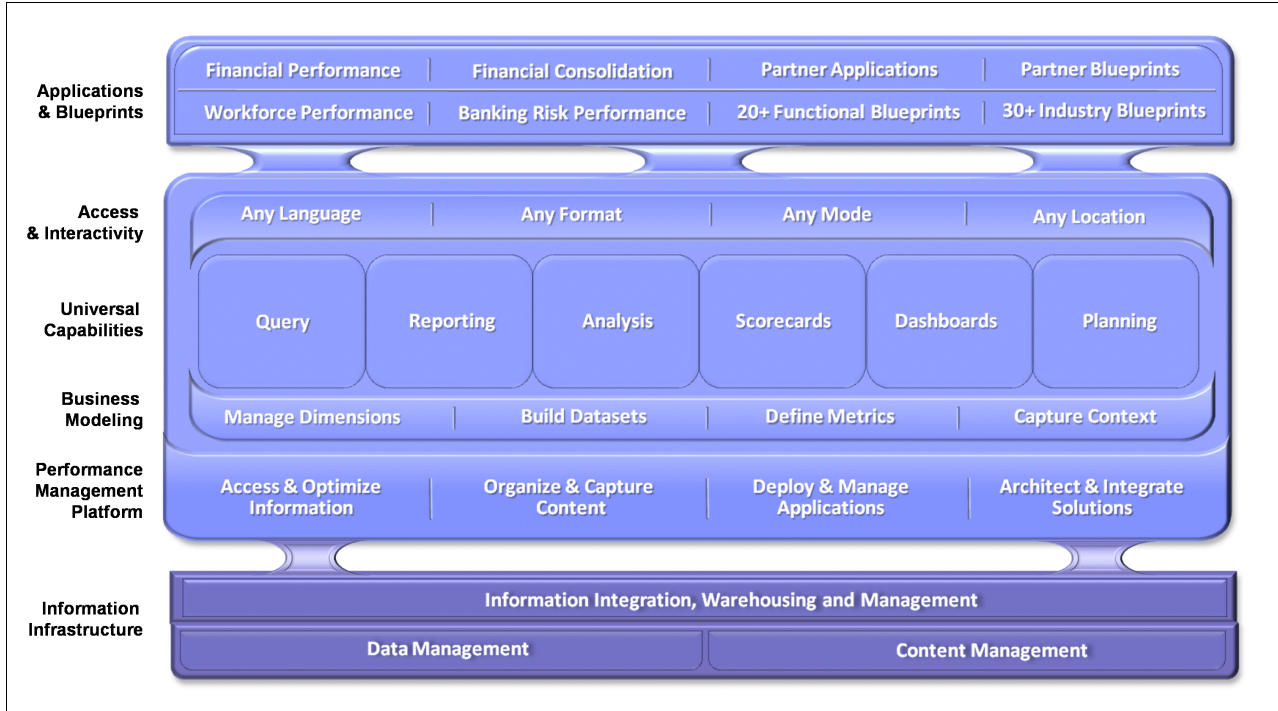 Applications
& Blueprints
Financial Performance
Financial Consolidation
Partner Applications
Partner Blueprints
Workforce Performance
Banking Risk Performance
20+ Functional Blueprints
30+ Industry Blueprints
Access
& Interactivity
Any Language
Any Format
Any Mode
Any Location
Universal
Capabilities
Query
Reporting
Analysis
Scorecards
Dashboards
Planning
Business
Modeling
Manage Dimensions
Build Datasets
Define Metrics
Capture Context
Performance
Management
Platform
Access & Optimize
Information
Organize & Capture
Content
Deploy & Manage
Applications
Architect & Integrate
Solutions
Information
Infrastructure
Information Integration, Warehousing and Management
Data Management
Content Management